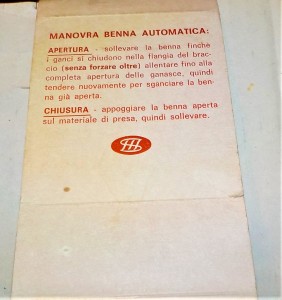 MANOVRA BENNA AUTOMATICA:
APERTURA - sollevare la benna finche
i ganci si chiudono nella flangia del brac-
cio (senza forzare oltre) allentare fino alla
completa apertura delle ganasce, quindi
tendere nuovamente per sganciare la ben-
na già aperta.
CHIUSURA - appoggiare la benna aperta
sul materiale di presa, quindi sollevare.